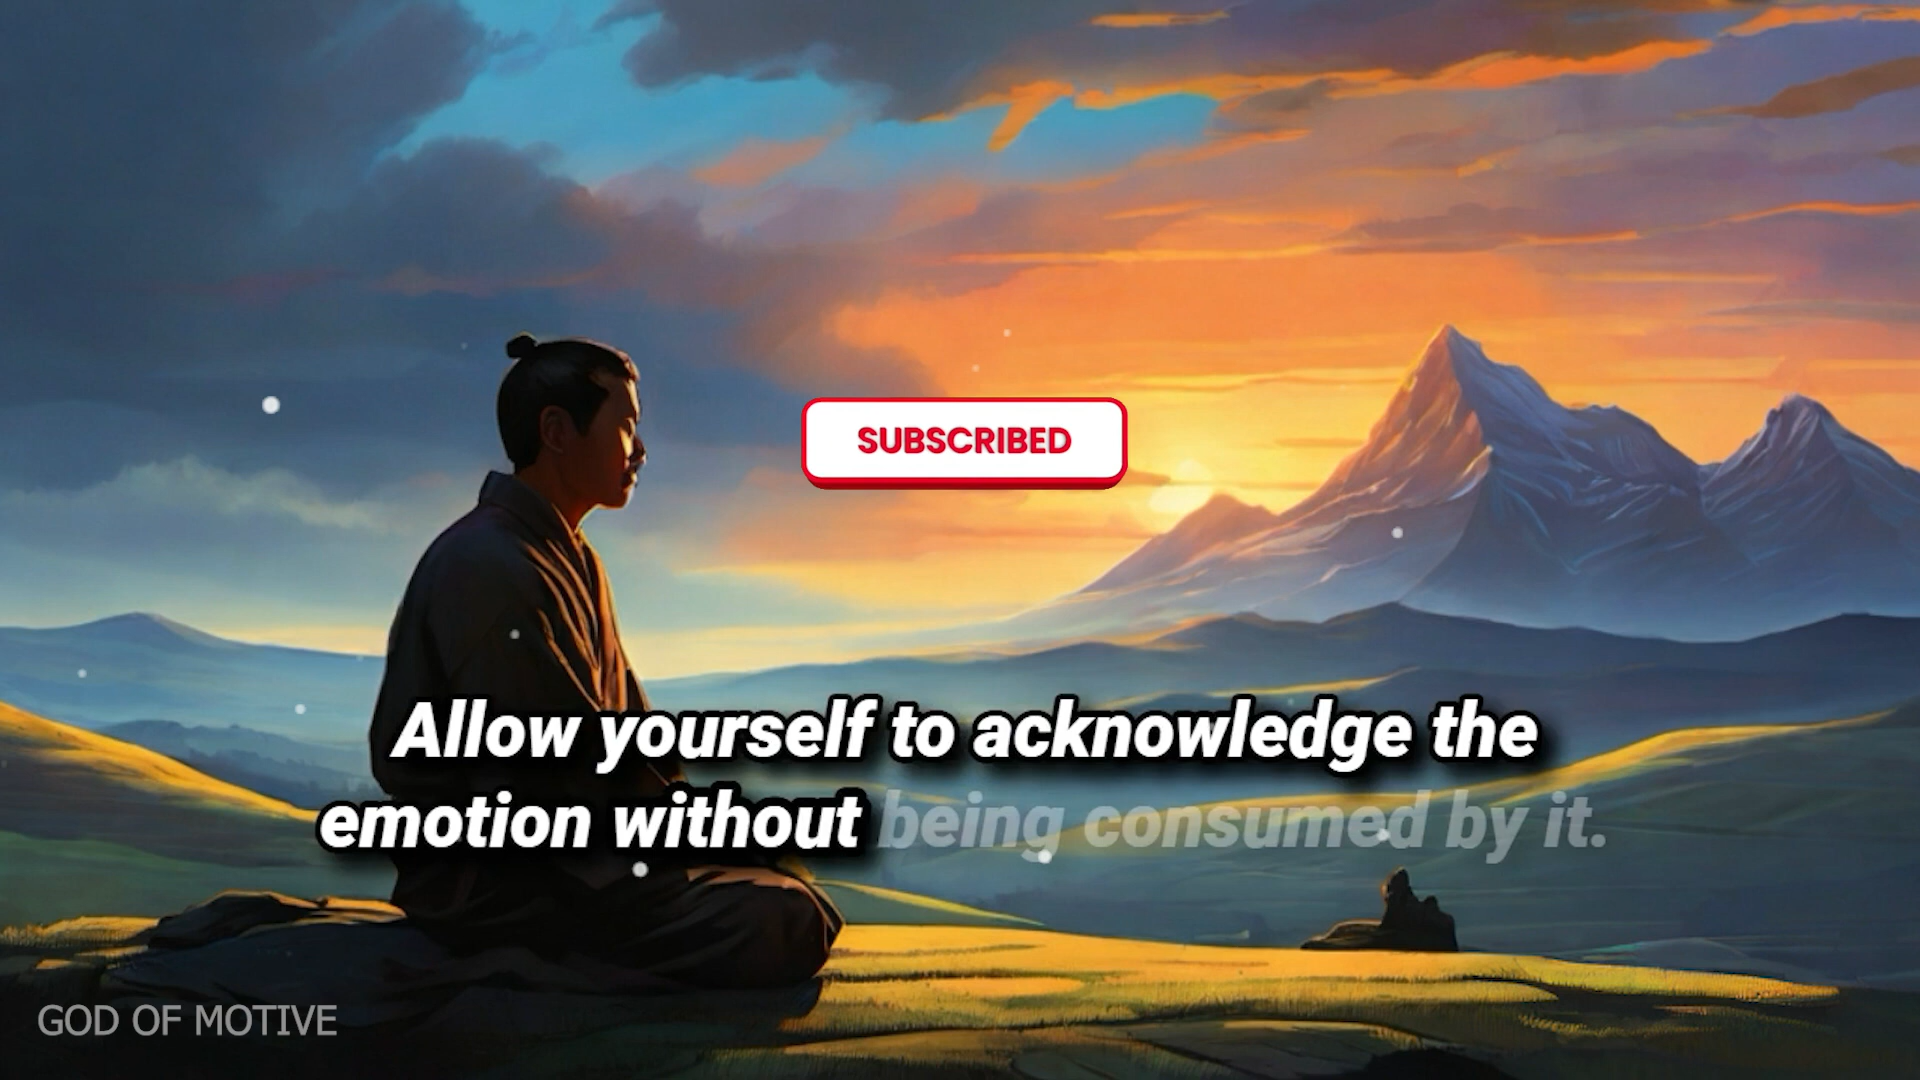 SUBSCRIBED
Allow yourself to acknowledge the
emotion without being consumed by it.
GOD OF MOTIVE